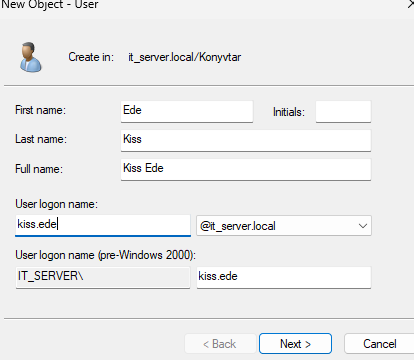 New Object - User
Create in: it_server.local/Konyvtar
First name: Ede Initials:
Last name: Kiss
Full name: Kiss Ede
User logon name:
kiss.ede @it_server.local
User logon name (pre-Windows 2000):
IT_SERVER\ kiss.ede
< Back Next > Cancel